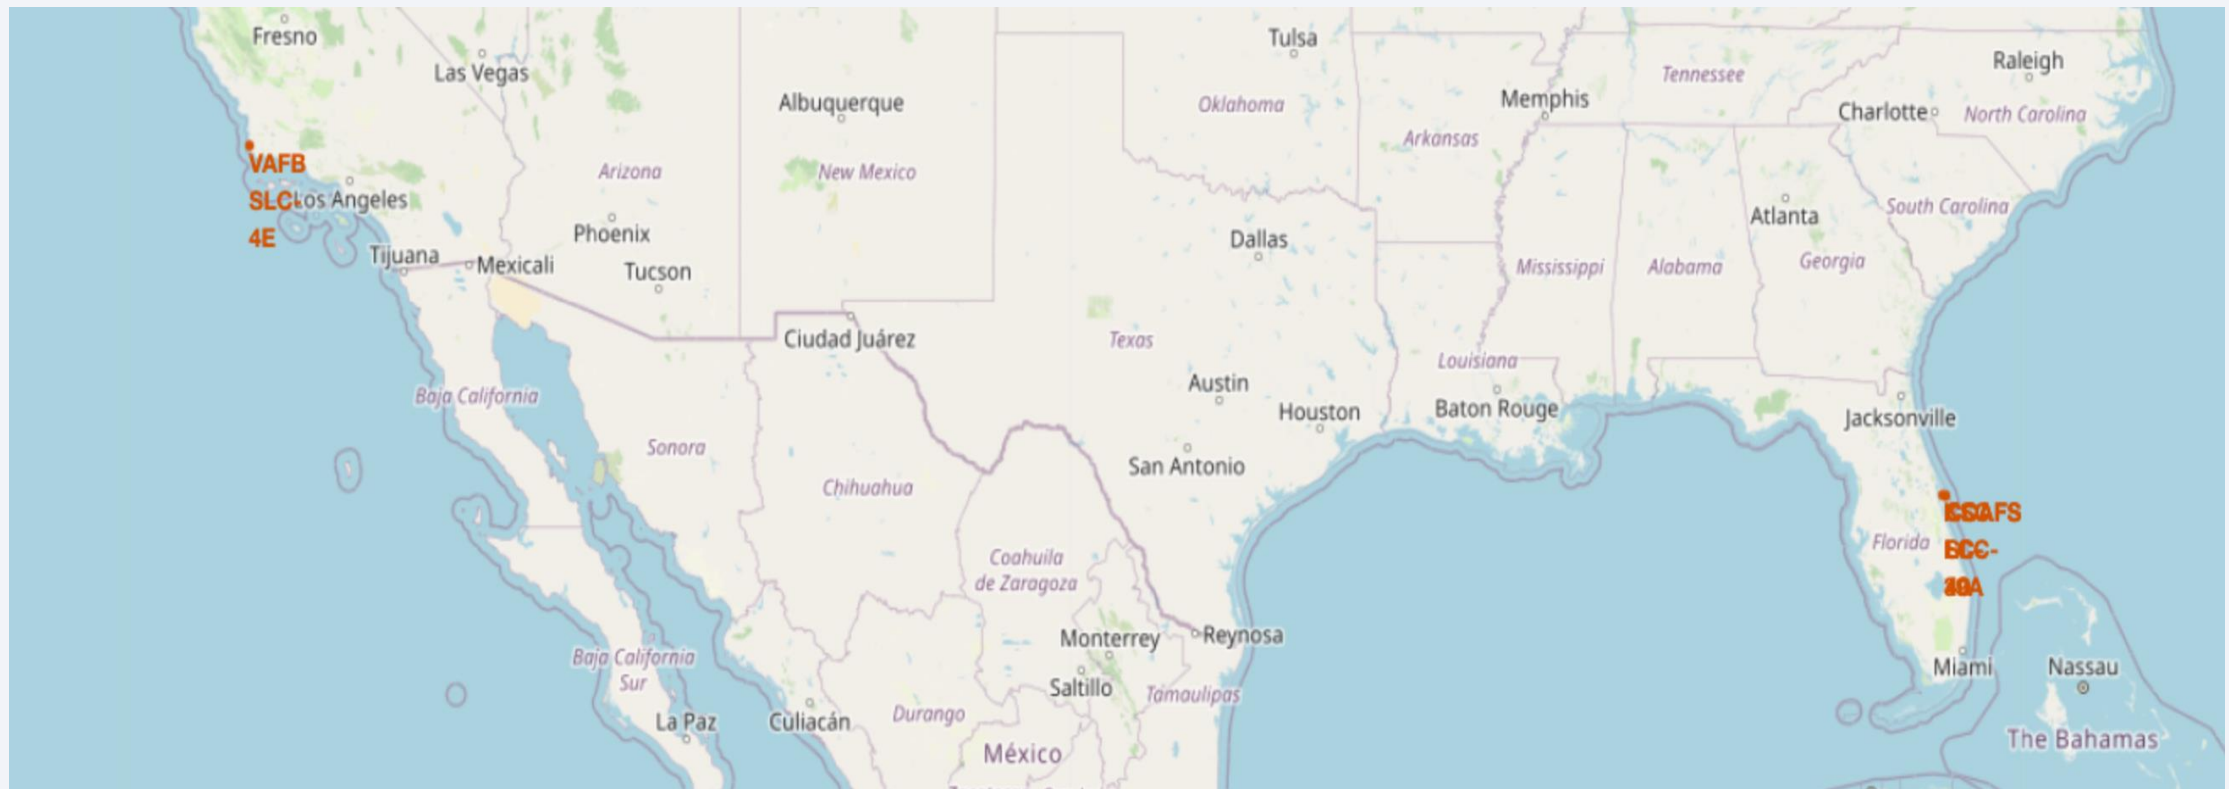 Fresno
Las Vegas
Tulsa
Tennessee
Raleigh
Albuquerque
Oklahoma
Memphis
Charlotte
North Carolina
Arkansas
VAFB
SLC-
4E
Los Angeles
Arizona
New Mexico
Phoenix
Dallas
Atlanta
South Carolina
Tijuana
Mexicali
Tucson
Mississippi
Alabama
Georgia
Ciudad Juárez
Texas
Louisiana
Baja California
Austin
Houston
Baton Rouge
Jacksonville
Sonora
San Antonio
Chihuahua
Florida
Coahuila
de Zaragoza
Monterrey
Reynosa
Baja California
Sur
Saltillo
Tamaulipas
Miami
Nassau
La Paz
Culiacán
Durango
México
The Bahamas